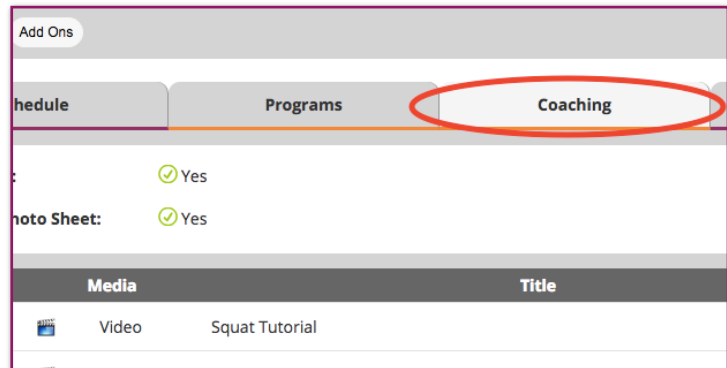 Add Ons
hedule Programs Coaching
: Yes
hoto Sheet: Yes
Media Title
Video Squat Tutorial